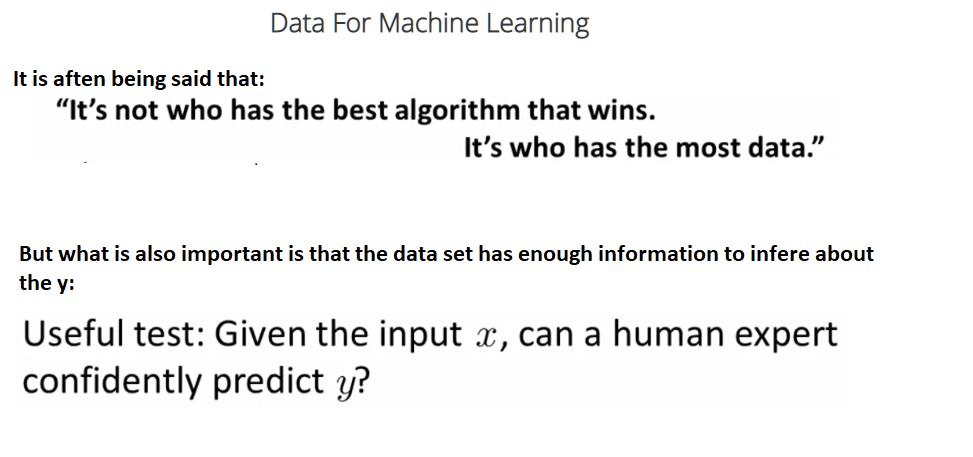 Data For Machine Learning
It is aften being said that:
“It’s not who has the best algorithm that wins.
It’s who has the most data.”
But what is also important is that the data set has enough information to infere about
the y:
Useful test: Given the input x, can a human expert
confidently predict y?